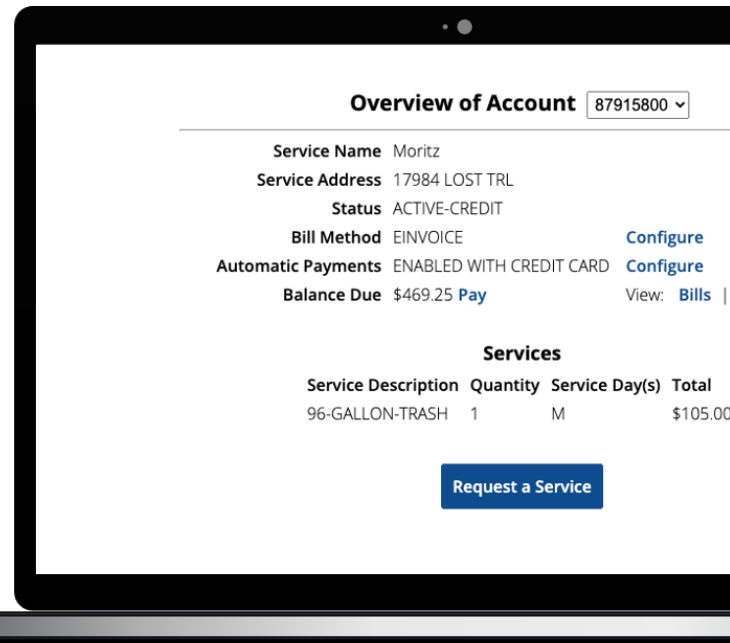 Overview of Account 87915800
Service Name Moritz
Service Address 17984 LOST TRL
Status ACTIVE-CREDIT
Bill Method EINVOICE Configure
Automatic Payments ENABLED WITH CREDIT CARD Configure
Balance Due $469.25 Pay View: Bills |
Services
Service Description Quantity Service Day(s) Total
96-GALLON-TRASH 1 M $105.00
Request a Service